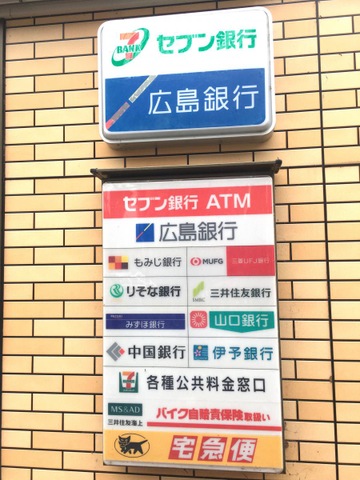 7
BANK
セブン銀行
広島銀行
セブン銀行 ATM
広島銀行
もみじ銀行
MUFG 三菱UFJ銀行
りそな銀行
SMBC 三井住友銀行
みずほ銀行
山口銀行
中国銀行
伊予銀行
各種公共料金窓口
MS&AD
三井住友海上
バイク自賠責保険取扱い
宅急便